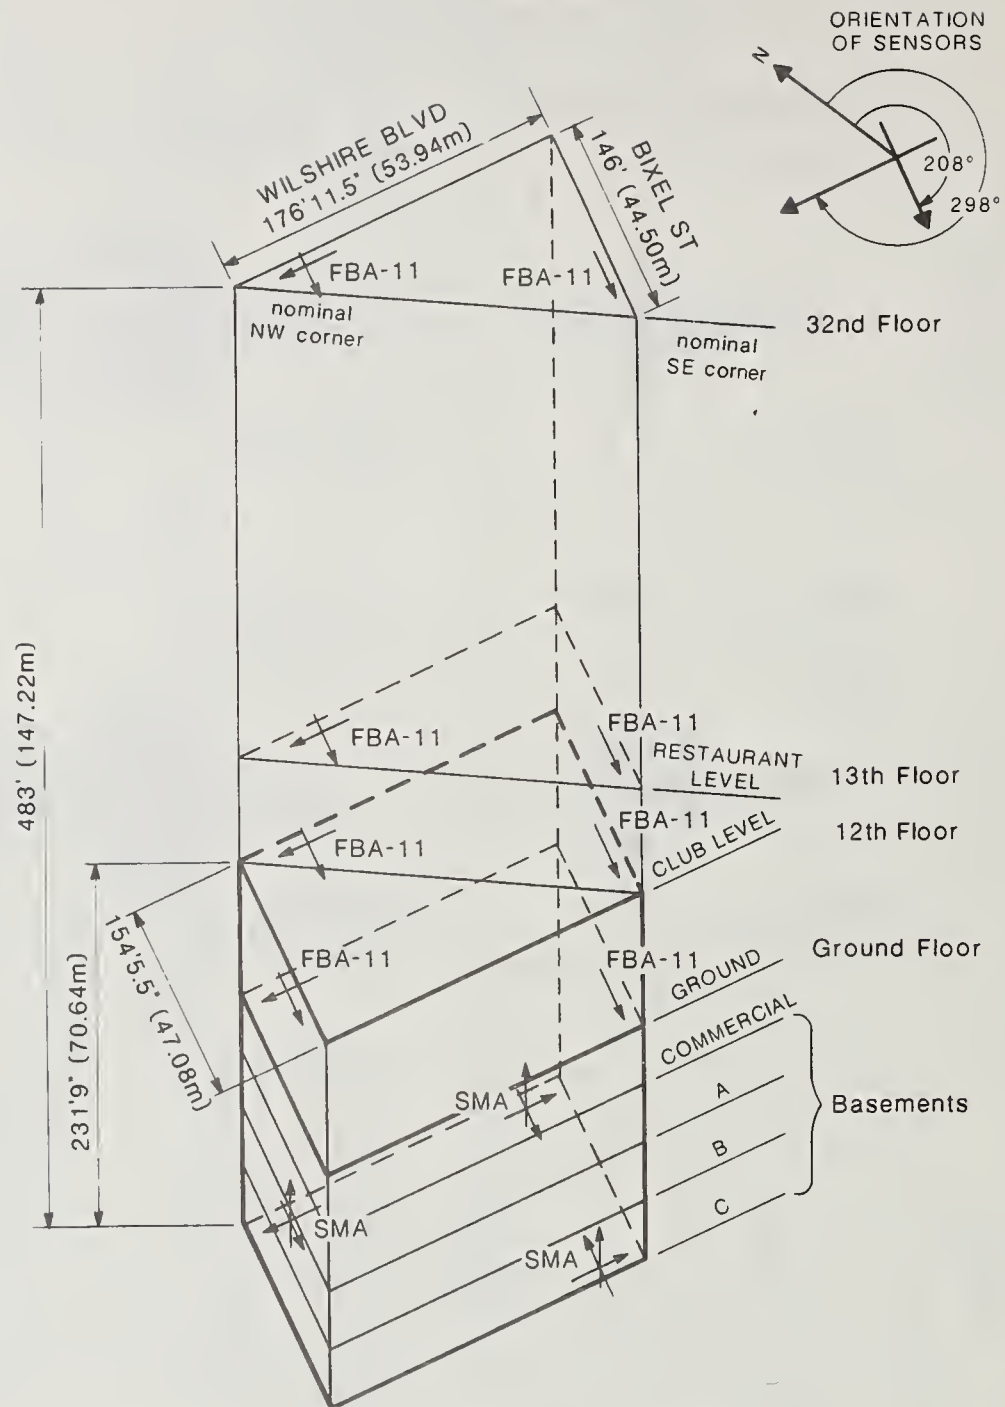 ORIENTATION
OF SENSORS
N
208°
298°
WILSHIRE BLVD
176'11.5" (53.94m)
BIXEL ST
146' (44.50m)
FBA-11
FBA-11
nominal
NW corner
nominal
SE corner
32nd Floor
483' (147.22m)
FBA-11
FBA-11
RESTAURANT
LEVEL
13th Floor
FBA-11
FBA-11
CLUB LEVEL
12th Floor
231'9" (70.64m)
154'5.5" (47.08m)
FBA-11
FBA-11
GROUND
Ground Floor
COMMERCIAL
SMA
A
Basements
B
SMA
C
SMA